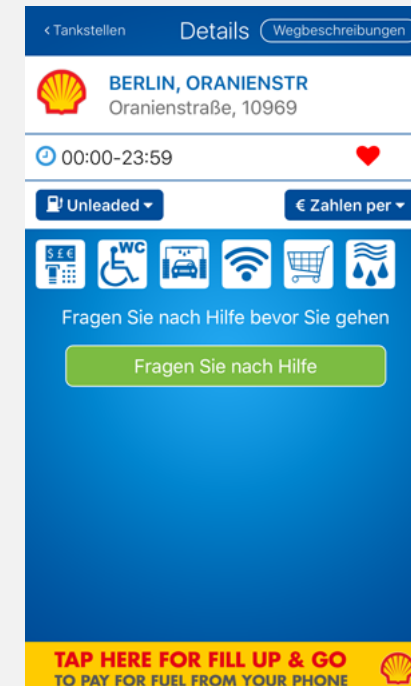 Tankstellen
Details
Wegbeschreibungen
BERLIN, ORANIENSTR
Oranienstraße, 10969
00:00-23:59
Unleaded
€ Zahlen per
$ £ €
WC
Fragen Sie nach Hilfe bevor Sie gehen
Fragen Sie nach Hilfe
TAP HERE FOR FILL UP & GO
TO PAY FOR FUEL FROM YOUR PHONE